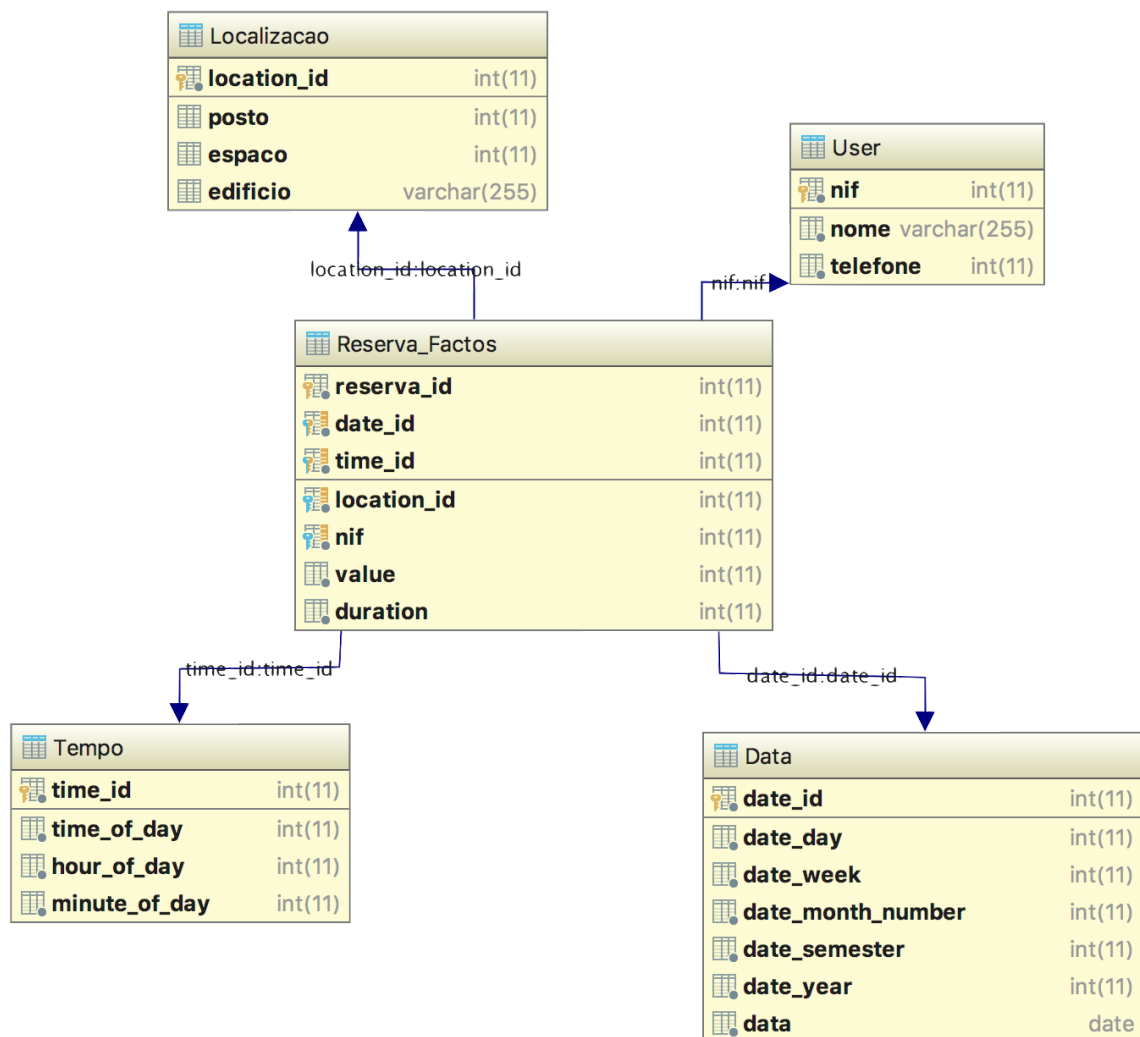 Localizacao
location_id int(11)
posto int(11)
espaco int(11)
edificio varchar(255)
User
nif int(11)
nome varchar(255)
telefone int(11)
location_id:location_id
nif:nif
Reserva_Factos
reserva_id int(11)
date_id int(11)
time_id int(11)
location_id int(11)
nif int(11)
value int(11)
duration int(11)
time_id:time_id
date_id:date_id
Tempo
time_id int(11)
time_of_day int(11)
hour_of_day int(11)
minute_of_day int(11)
Data
date_id int(11)
date_day int(11)
date_week int(11)
date_month_number int(11)
date_semester int(11)
date_year int(11)
data date